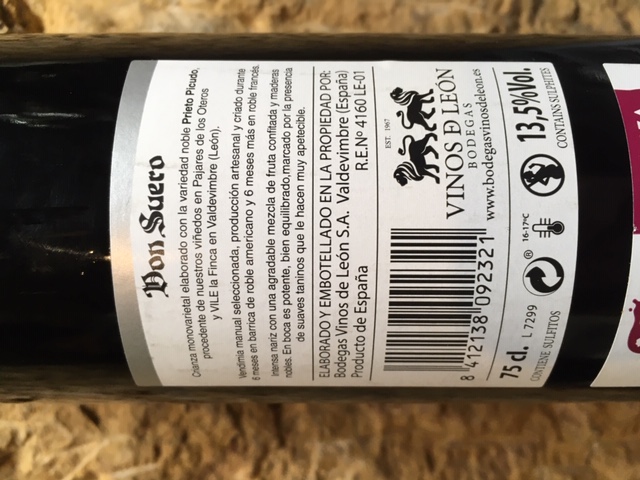 Don Suero
Crianza monovarietal elaborado con la variedad noble Prieto Picudo,
procedente de nuestros viñedos en Pajares de los Oteros
y VILE la Finca en Valdevimbre (León).
Vendimia manual seleccionada, producción artesanal y criado durante
6 meses en barrica de roble americano y 6 meses más en roble francés.
Intensa nariz con una agradable mezcla de fruta confitada y maderas
nobles. En boca es potente, bien equilibrado,marcado por la presencia
de suaves taninos que le hacen muy apetecible.
ELABORADO Y EMBOTELLADO EN LA PROPIEDAD POR:
Bodegas Vinos de León S.A. Valdevimbre (España)
Producto de España R.E.Nº 4160 LE-01
EST. 1967
VINOS D LEÓN
BODEGAS
www.bodegasvinosdeleon.es
8 412138 092321
75 cl. L 7299 ® 16-17ºC 13,5%Vol.
CONTIENE SULFITOS CONTAINS SULPHITES